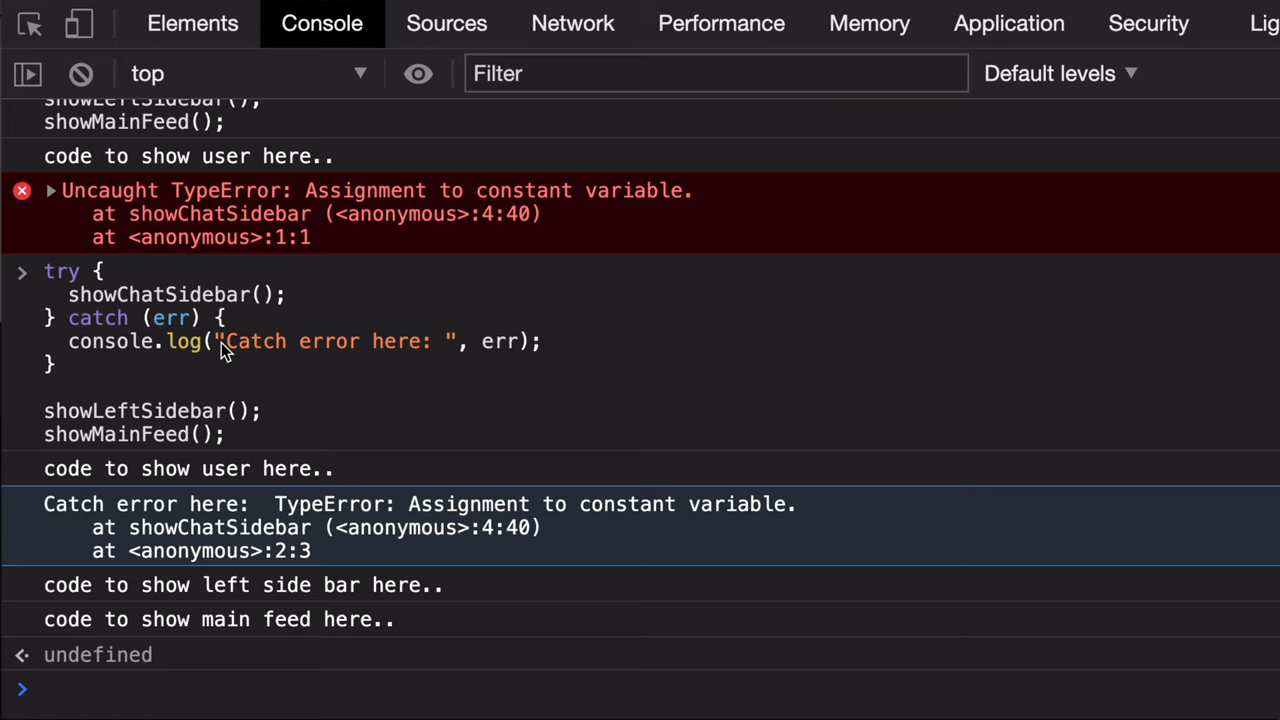 Elements Console Sources Network Performance Memory Application Security Lig
top Filter Default levels
showLeftSidebar();
showMainFeed();
code to show user here..
Uncaught TypeError: Assignment to constant variable.
at showChatSidebar (<anonymous>:4:40)
at <anonymous>:1:1
try {
showChatSidebar();
} catch (err) {
console.log("Catch error here: ", err);
}
showLeftSidebar();
showMainFeed();
code to show user here..
Catch error here:  TypeError: Assignment to constant variable.
at showChatSidebar (<anonymous>:4:40)
at <anonymous>:2:3
code to show left side bar here..
code to show main feed here..
undefined